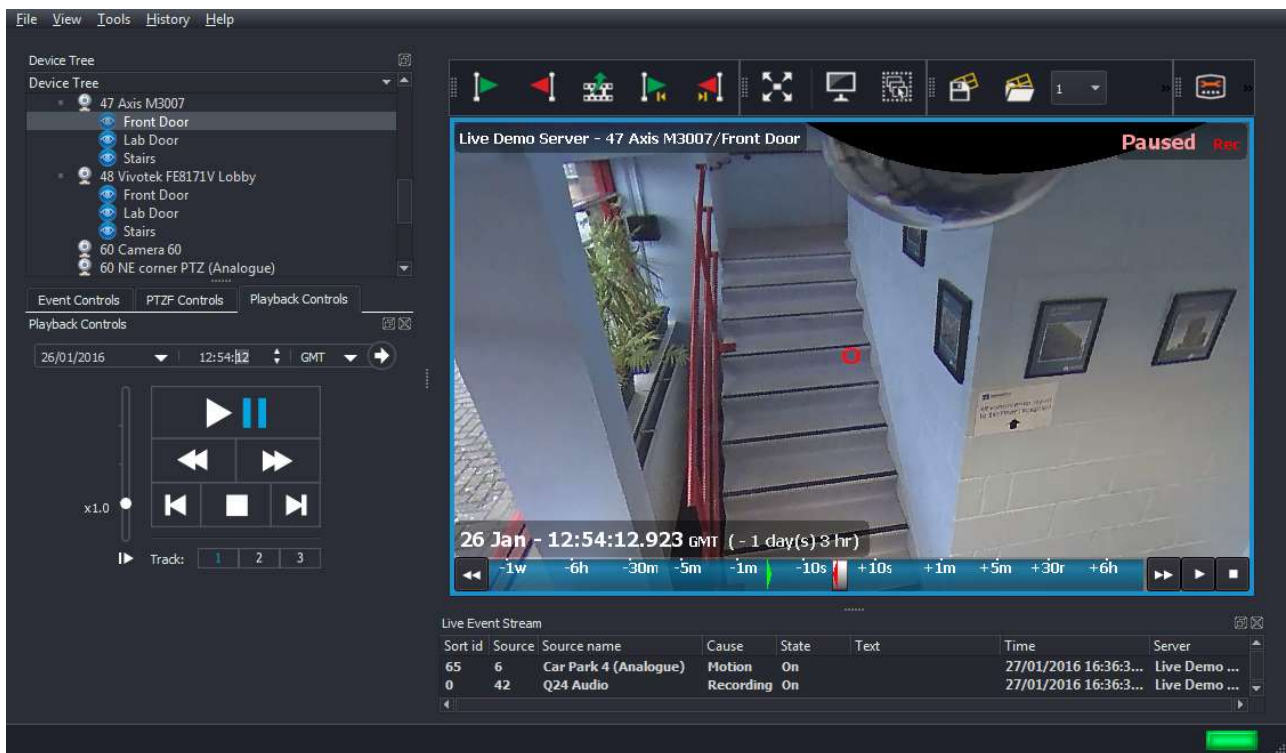 File View Tools History Help
Device Tree
Device Tree
47 Axis M3007
Front Door
Lab Door
Stairs
48 Vivotek FE8171V Lobby
Front Door
Lab Door
Stairs
60 Camera 60
60 NE corner PTZ (Analogue)
Event Controls PTZF Controls Playback Controls
Playback Controls
26/01/2016 12:54:12 GMT
x1.0
Track: 1 2 3
1
Live Demo Server - 47 Axis M3007/Front Door
Paused Rec
26 Jan - 12:54:12.923 GMT ( - 1 day(s) 3 hr)
-1w -6h -30m -5m -1m -10s +10s +1m +5m +30m +6h
Live Event Stream
Sort id Source Source name Cause State Text Time Server
65 6 Car Park 4 (Analogue) Motion On 27/01/2016 16:36:3... Live Demo ...
0 42 Q24 Audio Recording On 27/01/2016 16:36:3... Live Demo ...